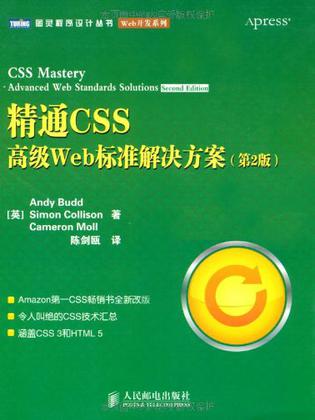 TURING 图灵程序设计丛书 Web开发系列
Apress®
CSS Mastery
Advanced Web Standards Solutions Second Edition
精通CSS
高级Web标准解决方案(第2版)
Andy Budd
[英] Simon Collison 著
Cameron Moll
陈剑瓯 译
Amazon第一CSS畅销书全新改版
令人叫绝的CSS技术汇总
涵盖CSS 3和HTML 5
人民邮电出版社
POSTS & TELECOM PRESS